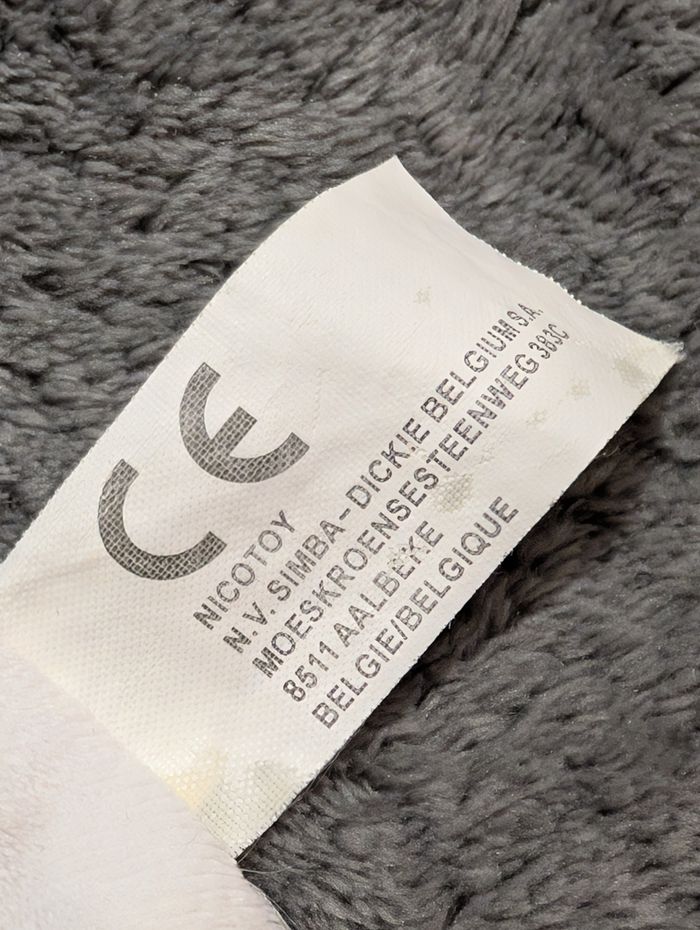 CE
NICOTOY
N.V. SIMBA-DICKIE BELGIUM S.A.
MOESKROENSESTEENWEG 383C
8511 AALBEKE
BELGIE/BELGIQUE